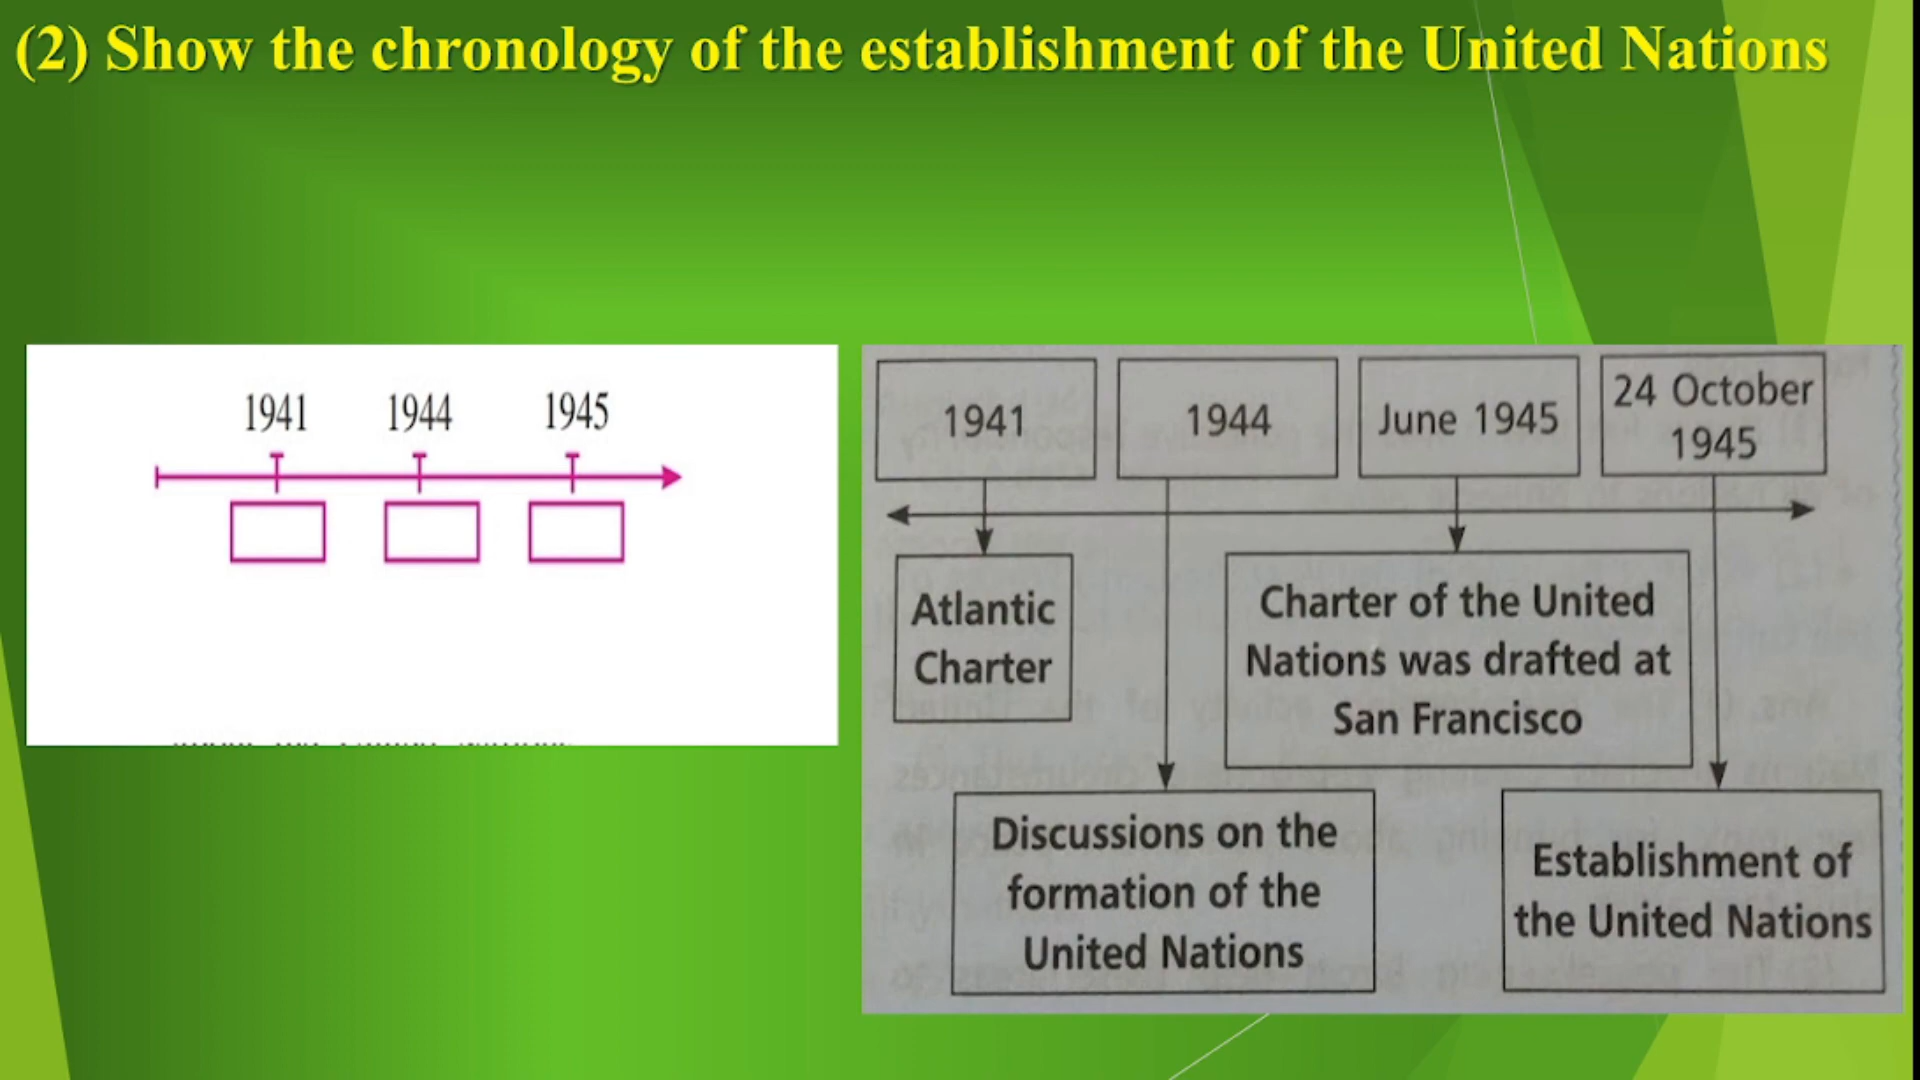 (2) Show the chronology of the establishment of the United Nations
1941 1944 1945
1941
1944
June 1945
24 October
1945
Atlantic
Charter
Charter of the United
Nations was drafted at
San Francisco
Discussions on the
formation of the
United Nations
Establishment of
the United Nations